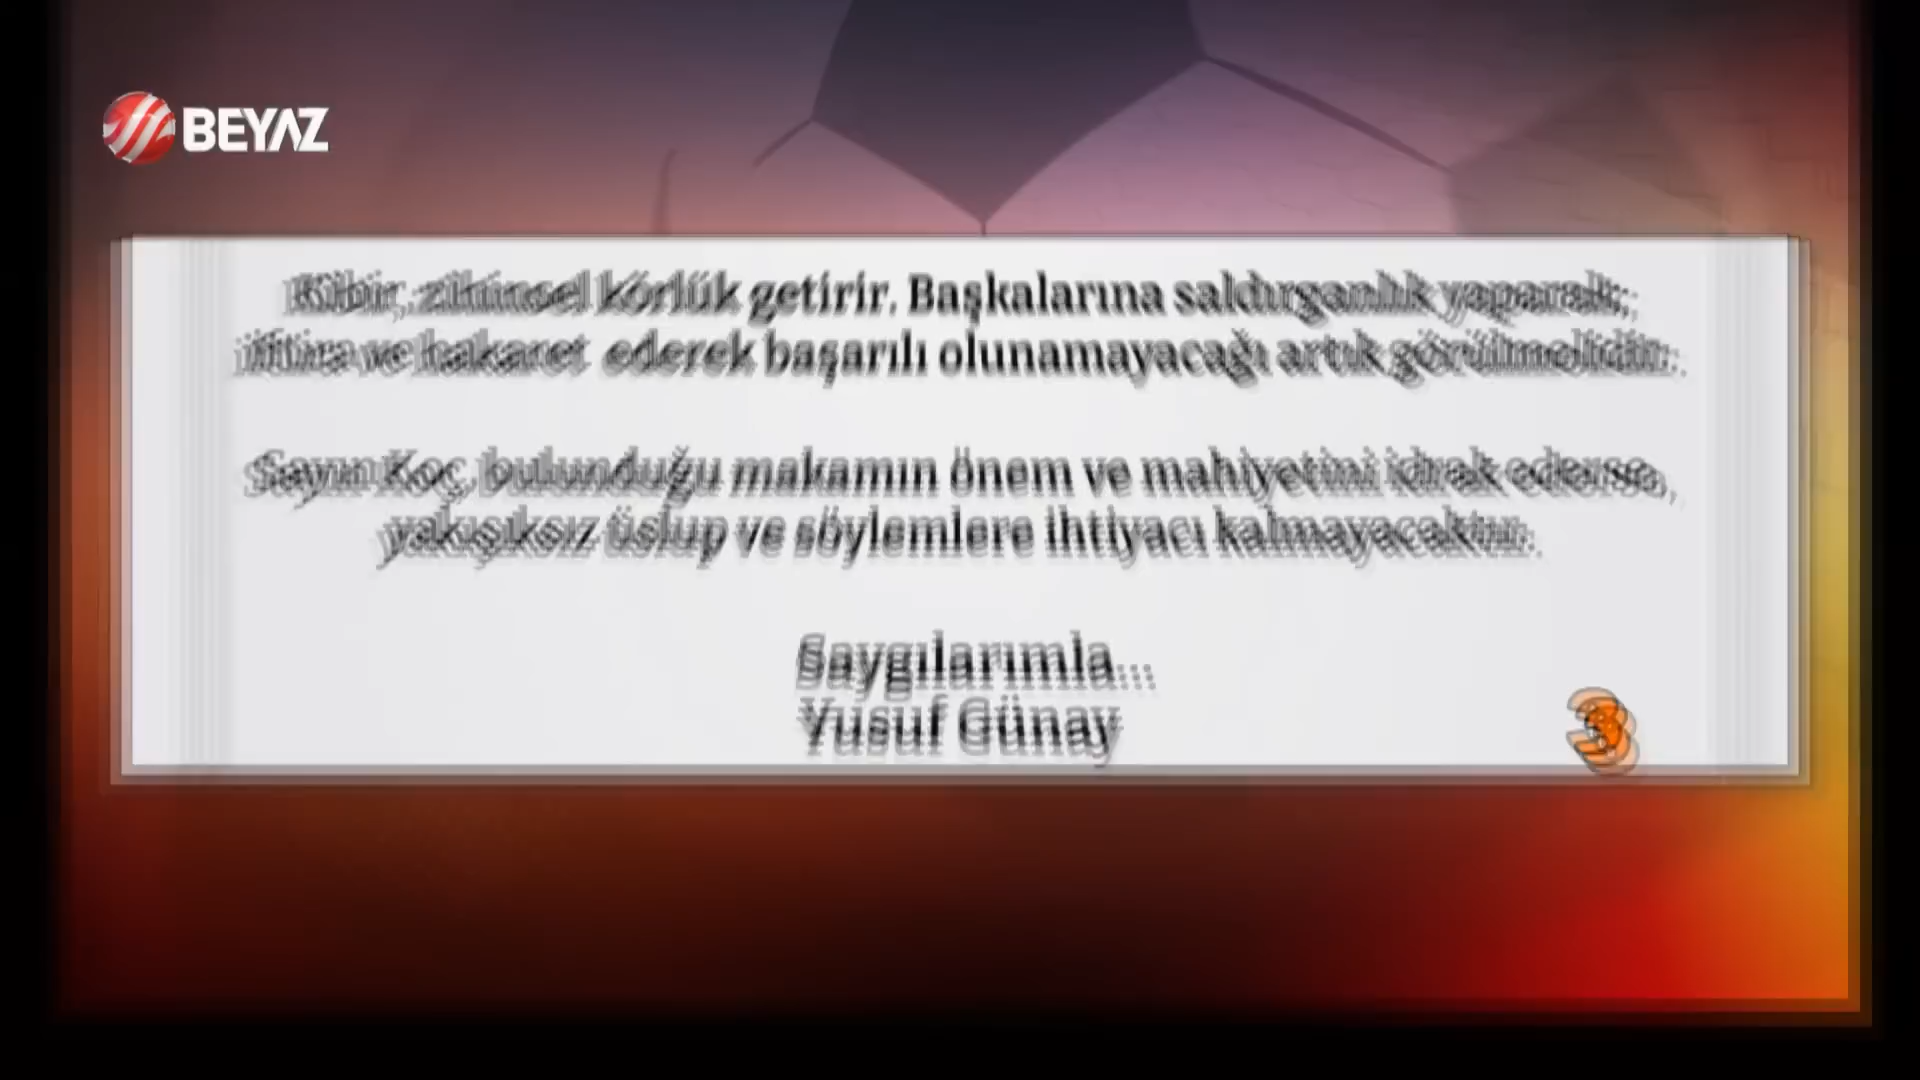 BEYAZ
Kibir, zihinsel körlük getirir. Başkalarına saldırganlık yaparak,
iftira ve hakaret ederek başarılı olunamayacağı artık görülmelidir.
Sayın Koç, bulunduğu makamın önem ve mahiyetini idrak ederse,
yakışıksız üslup ve söylemlere ihtiyacı kalmayacaktır.
Saygılarımla...
Yusuf Günay
3